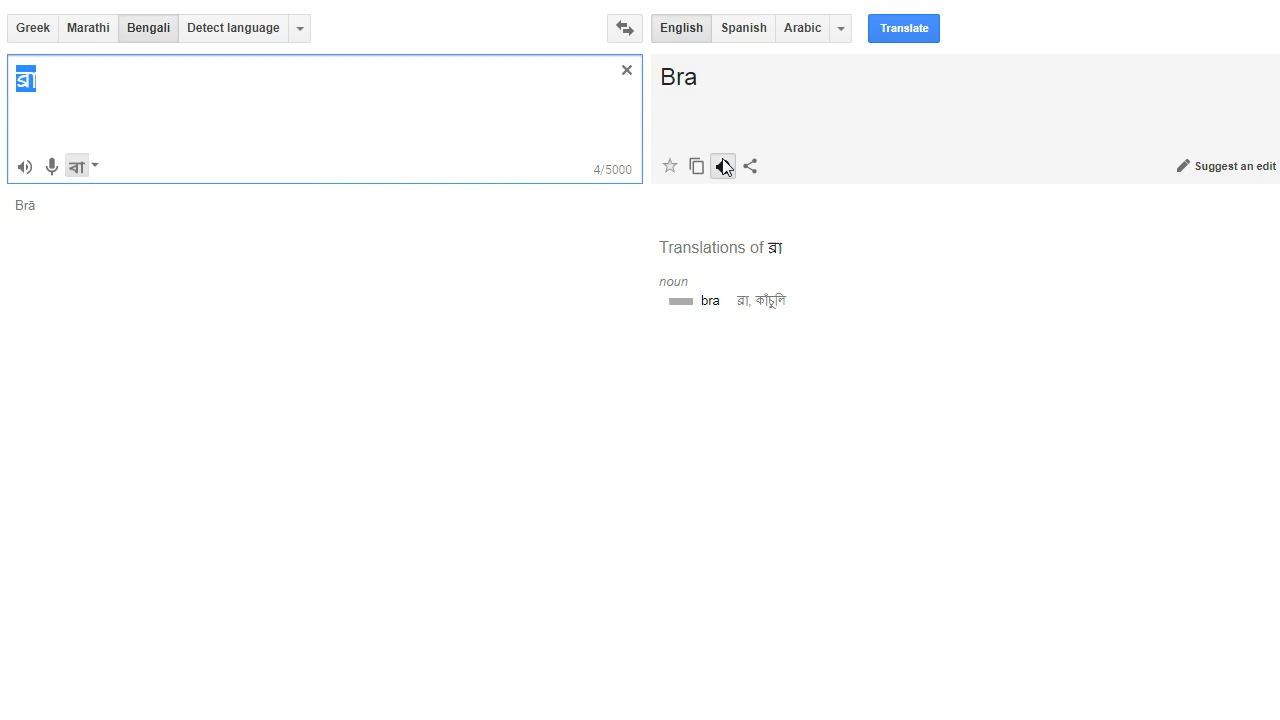 Greek Marathi Bengali Detect language English Spanish Arabic Translate
ব্রা Bra
বা 4/5000 Suggest an edit
Brā
Translations of ব্রা
noun
bra ব্রা, কাঁচুলি